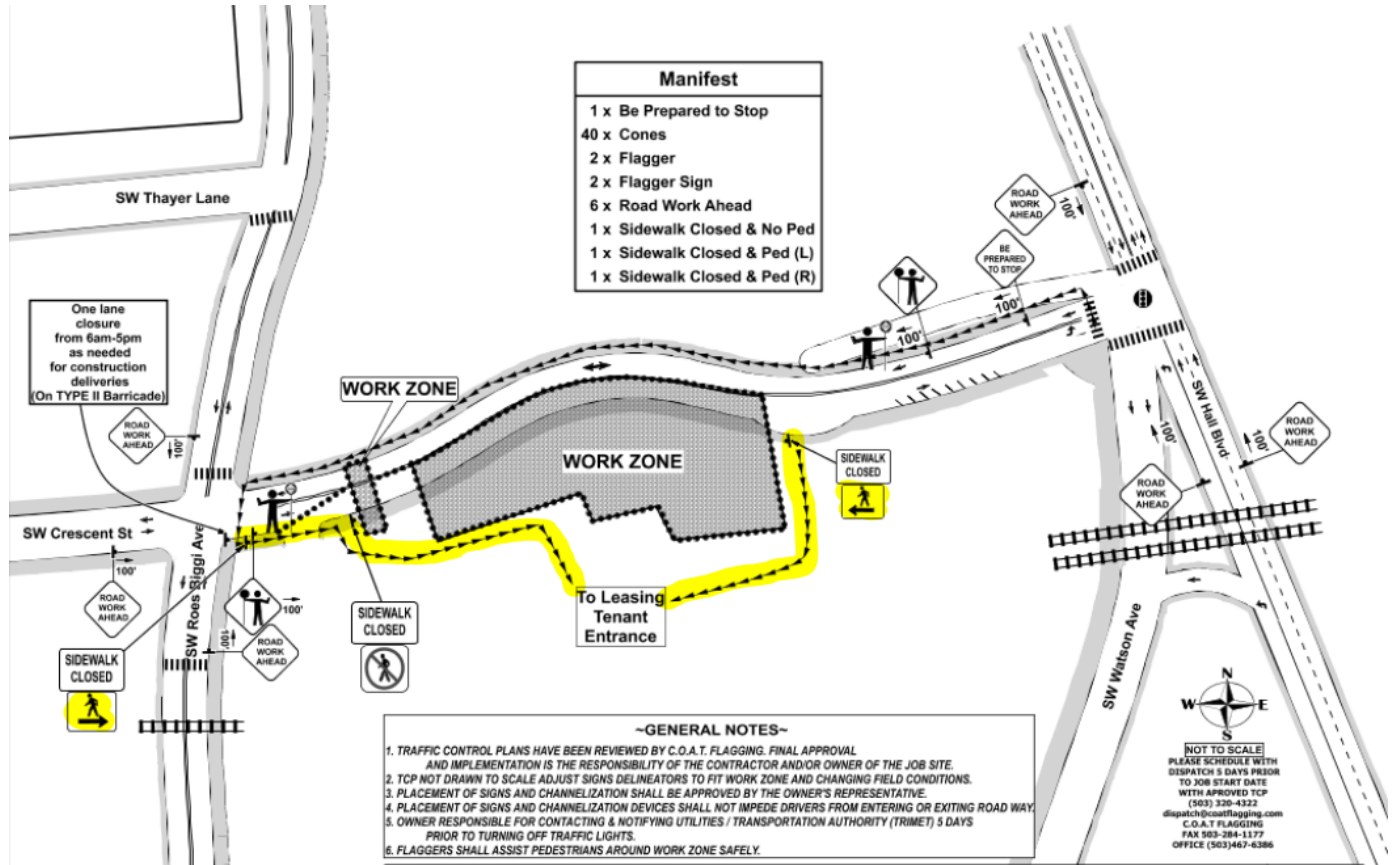 Manifest
1 x Be Prepared to Stop
40 x Cones
2 x Flagger
2 x Flagger Sign
6 x Road Work Ahead
1 x Sidewalk Closed & No Ped
1 x Sidewalk Closed & Ped (L)
1 x Sidewalk Closed & Ped (R)
SW Thayer Lane
ROAD
WORK
AHEAD
100'
BE
PREPARED
TO STOP
100'
100'
One lane
closure
from 6am-5pm
as needed
for construction
deliveries
(On TYPE II Barricade)
ROAD
WORK
AHEAD
100'
WORK ZONE
WORK ZONE
SW Hall Blvd
ROAD
WORK
AHEAD
100'
100'
ROAD
WORK
AHEAD
SIDEWALK
CLOSED
SW Crescent St
SW Roes Biggi Ave
100'
ROAD
WORK
AHEAD
100'
100'
ROAD
WORK
AHEAD
SIDEWALK
CLOSED
SIDEWALK
CLOSED
To Leasing
Tenant
Entrance
SW Watson Ave
N
W E
S
NOT TO SCALE
PLEASE SCHEDULE WITH
DISPATCH 5 DAYS PRIOR
TO JOB START DATE
WITH APROVED TCP
(503) 320-4322
dispatch@coatflagging.com
C.O.A.T FLAGGING
FAX 503-284-1177
OFFICE (503)467-6386
~GENERAL NOTES~
1. TRAFFIC CONTROL PLANS HAVE BEEN REVIEWED BY C.O.A.T. FLAGGING. FINAL APPROVAL
AND IMPLEMENTATION IS THE RESPONSIBILITY OF THE CONTRACTOR AND/OR OWNER OF THE JOB SITE.
2. TCP NOT DRAWN TO SCALE ADJUST SIGNS DELINEATORS TO FIT WORK ZONE AND CHANGING FIELD CONDITIONS.
3. PLACEMENT OF SIGNS AND CHANNELIZATION SHALL BE APPROVED BY THE OWNER'S REPRESENTATIVE.
4. PLACEMENT OF SIGNS AND CHANNELIZATION DEVICES SHALL NOT IMPEDE DRIVERS FROM ENTERING OR EXITING ROAD WAY.
5. OWNER RESPONSIBLE FOR CONTACTING & NOTIFYING UTILITIES / TRANSPORTATION AUTHORITY (TRIMET) 5 DAYS
PRIOR TO TURNING OFF TRAFFIC LIGHTS.
6. FLAGGERS SHALL ASSIST PEDESTRIANS AROUND WORK ZONE SAFELY.